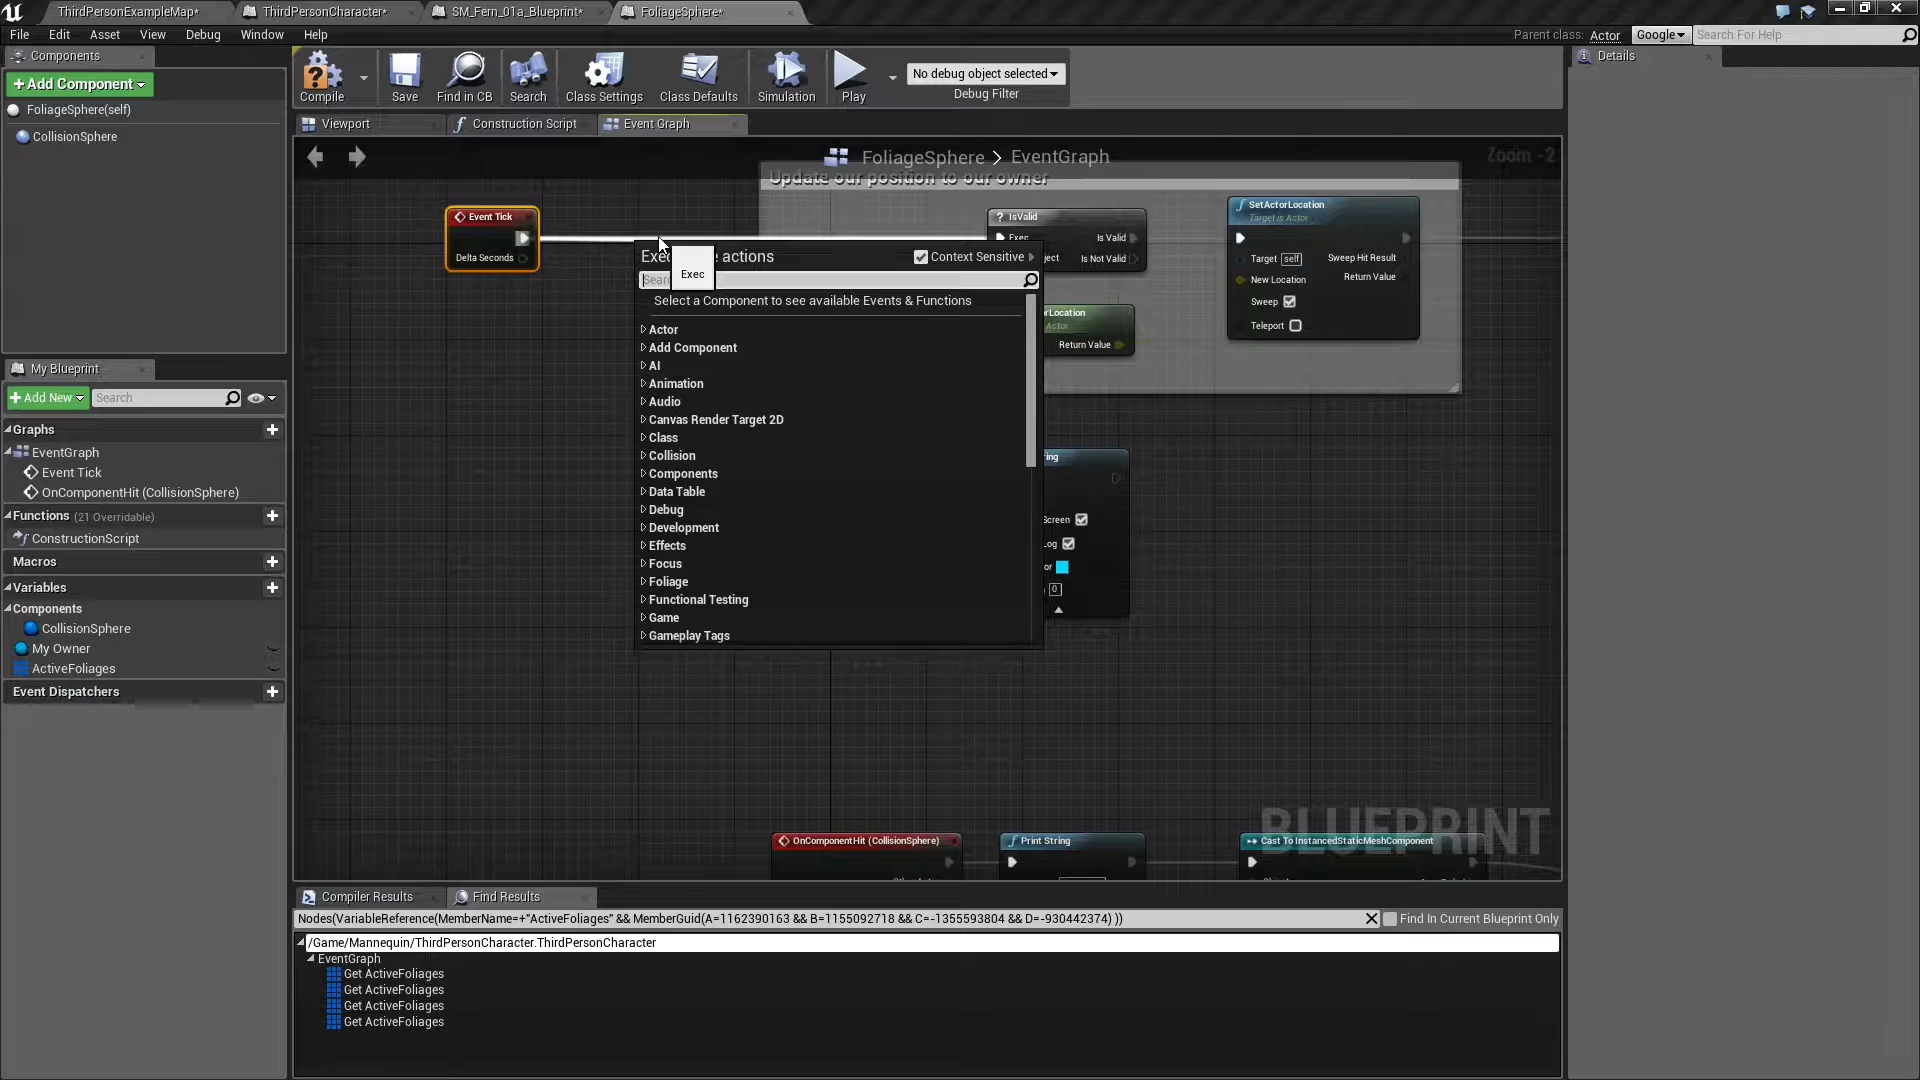 ThirdPersonExampleMap*
ThirdPersonCharacter*
SM_Fern_01a_Blueprint*
FoliageSphere*
File Edit Asset View Debug Window Help
Parent class: Actor
Google
Search For Help
Components
Details
+Add Component
FoliageSphere(self)
CollisionSphere
Compile
Save
Find in CB
Search
Class Settings
Class Defaults
Simulation
Play
No debug object selected
Debug Filter
Viewport
Construction Script
Event Graph
FoliageSphere > EventGraph
Zoom -2
Update our position to our owner
Event Tick
Delta Seconds
IsValid
Exec
Is Valid
Is Not Valid
SetActorLocation
Target is Actor
Target self
New Location
Sweep
Teleport
Sweep Hit Result
Return Value
Actor
Return Value
actions
Context Sensitive
Exec
Select a Component to see available Events & Functions
Actor
Add Component
AI
Animation
Audio
Canvas Render Target 2D
Class
Collision
Components
Data Table
Debug
Development
Effects
Focus
Foliage
Functional Testing
Game
Gameplay Tags
Screen
0
My Blueprint
+Add New
Search
Graphs
EventGraph
Event Tick
OnComponentHit (CollisionSphere)
Functions (21 Overridable)
ConstructionScript
Macros
Variables
Components
CollisionSphere
My Owner
ActiveFoliages
Event Dispatchers
OnComponentHit (CollisionSphere)
Print String
Cast To InstancedStaticMeshComponent
BLUEPRINT
Compiler Results
Find Results
Nodes(VariableReference(MemberName=+"ActiveFoliages" && MemberGuid(A=1162390163 && B=1155092718 && C=-1355593804 && D=-930442374) ))
Find In Current Blueprint Only
/Game/Mannequin/ThirdPersonCharacter.ThirdPersonCharacter
EventGraph
Get ActiveFoliages
Get ActiveFoliages
Get ActiveFoliages
Get ActiveFoliages